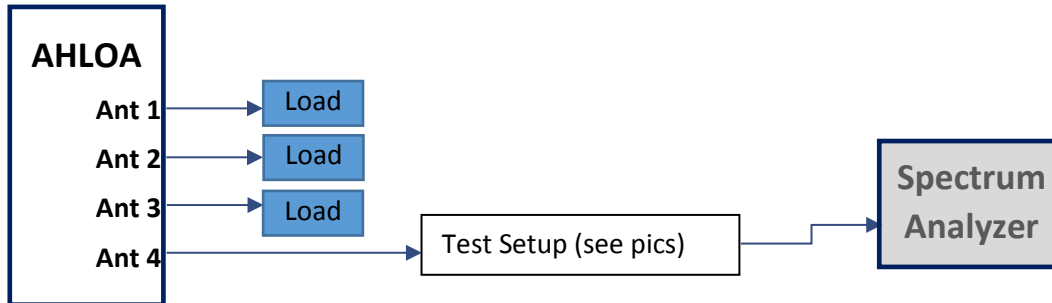 AHLOA
Ant 1
Load
Ant 2
Load
Ant 3
Load
Ant 4
Test Setup (see pics)
Spectrum
Analyzer